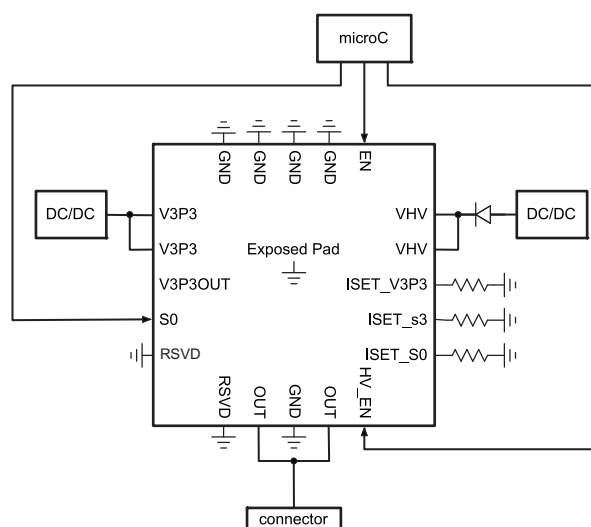 microC
GND
GND
GND
GND
EN
DC/DC
V3P3
V3P3
V3P3OUT
S0
RSVD
Exposed Pad
VHV
VHV
DC/DC
ISET_V3P3
ISET_s3
ISET_S0
RSVD
OUT
GND
OUT
HV_EN
connector